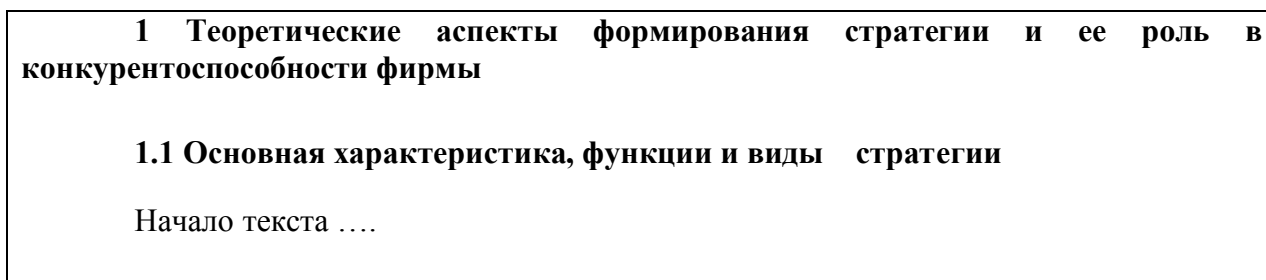 1 Теоретические аспекты формирования стратегии и ее роль в
конкурентоспособности фирмы
1.1 Основная характеристика, функции и виды стратегии
Начало текста ….